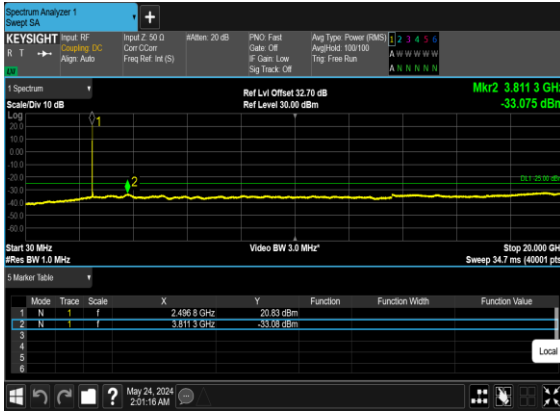 Spectrum Analyzer 1
Swept SA
KEYSIGHT
R T
Input: RF
Coupling: DC
Align: Auto
Input Z: 50 Ω
Corr CCorr
Freq Ref: Int (S)
#Atten: 20 dB
PNO: Fast
Gate: Off
IF Gain: Low
Sig Track: Off
Avg Type: Power (RMS)
Avg|Hold: 100/100
Trig: Free Run
1 2 3 4 5 6
A W W W W W
A N N N N N
1 Spectrum
Scale/Div 10 dB
Ref Lvl Offset 32.70 dB
Ref Level 30.00 dBm
Mkr2 3.811 3 GHz
-33.075 dBm
Log
20.0
10.0
0.00
-10.0
-20.0
-30.0
-40.0
-50.0
-60.0
1
2
Start 30 MHz
#Res BW 1.0 MHz
Video BW 3.0 MHz*
Stop 20.000 GHz
Sweep 34.7 ms (40001 pts)
5 Marker Table
Mode Trace Scale X Y Function Function Width Function Value
1 N 1 f 2.496 8 GHz 20.83 dBm
2 N 1 f 3.811 3 GHz -33.08 dBm
3
4
5
6
Local
?
May 24, 2024
2:01:16 AM